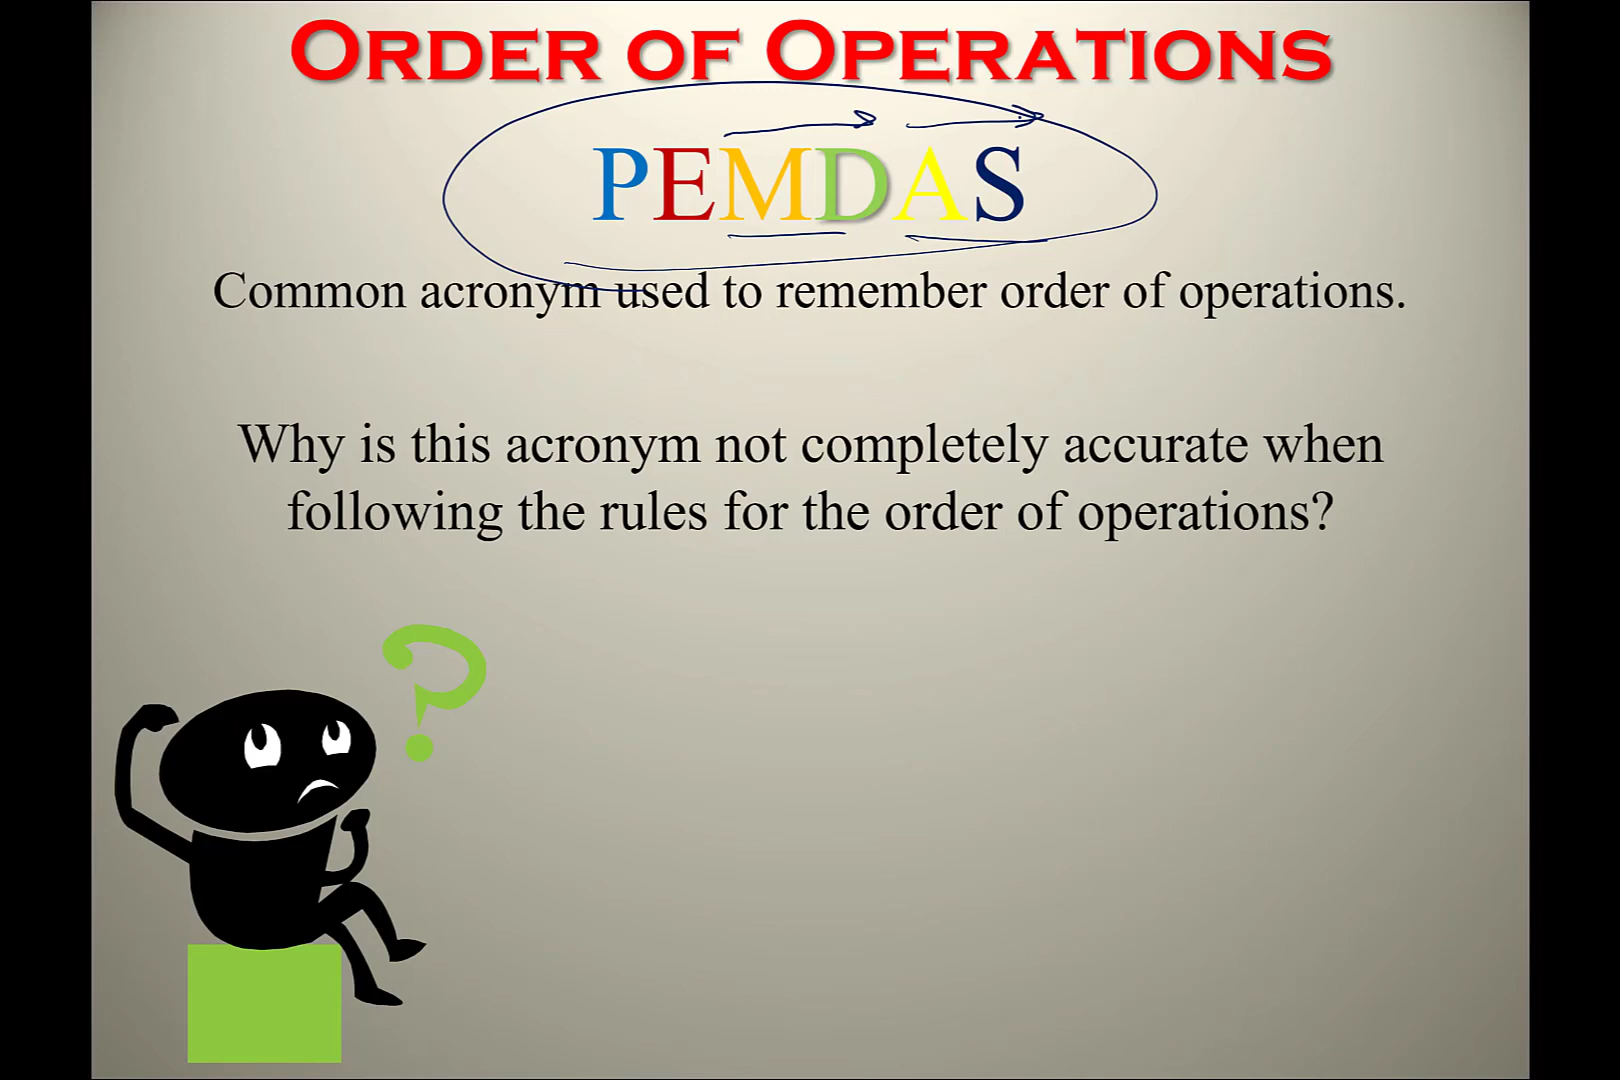 ORDER OF OPERATIONS
PEMDAS
Common acronym used to remember order of operations.
Why is this acronym not completely accurate when
following the rules for the order of operations?
?